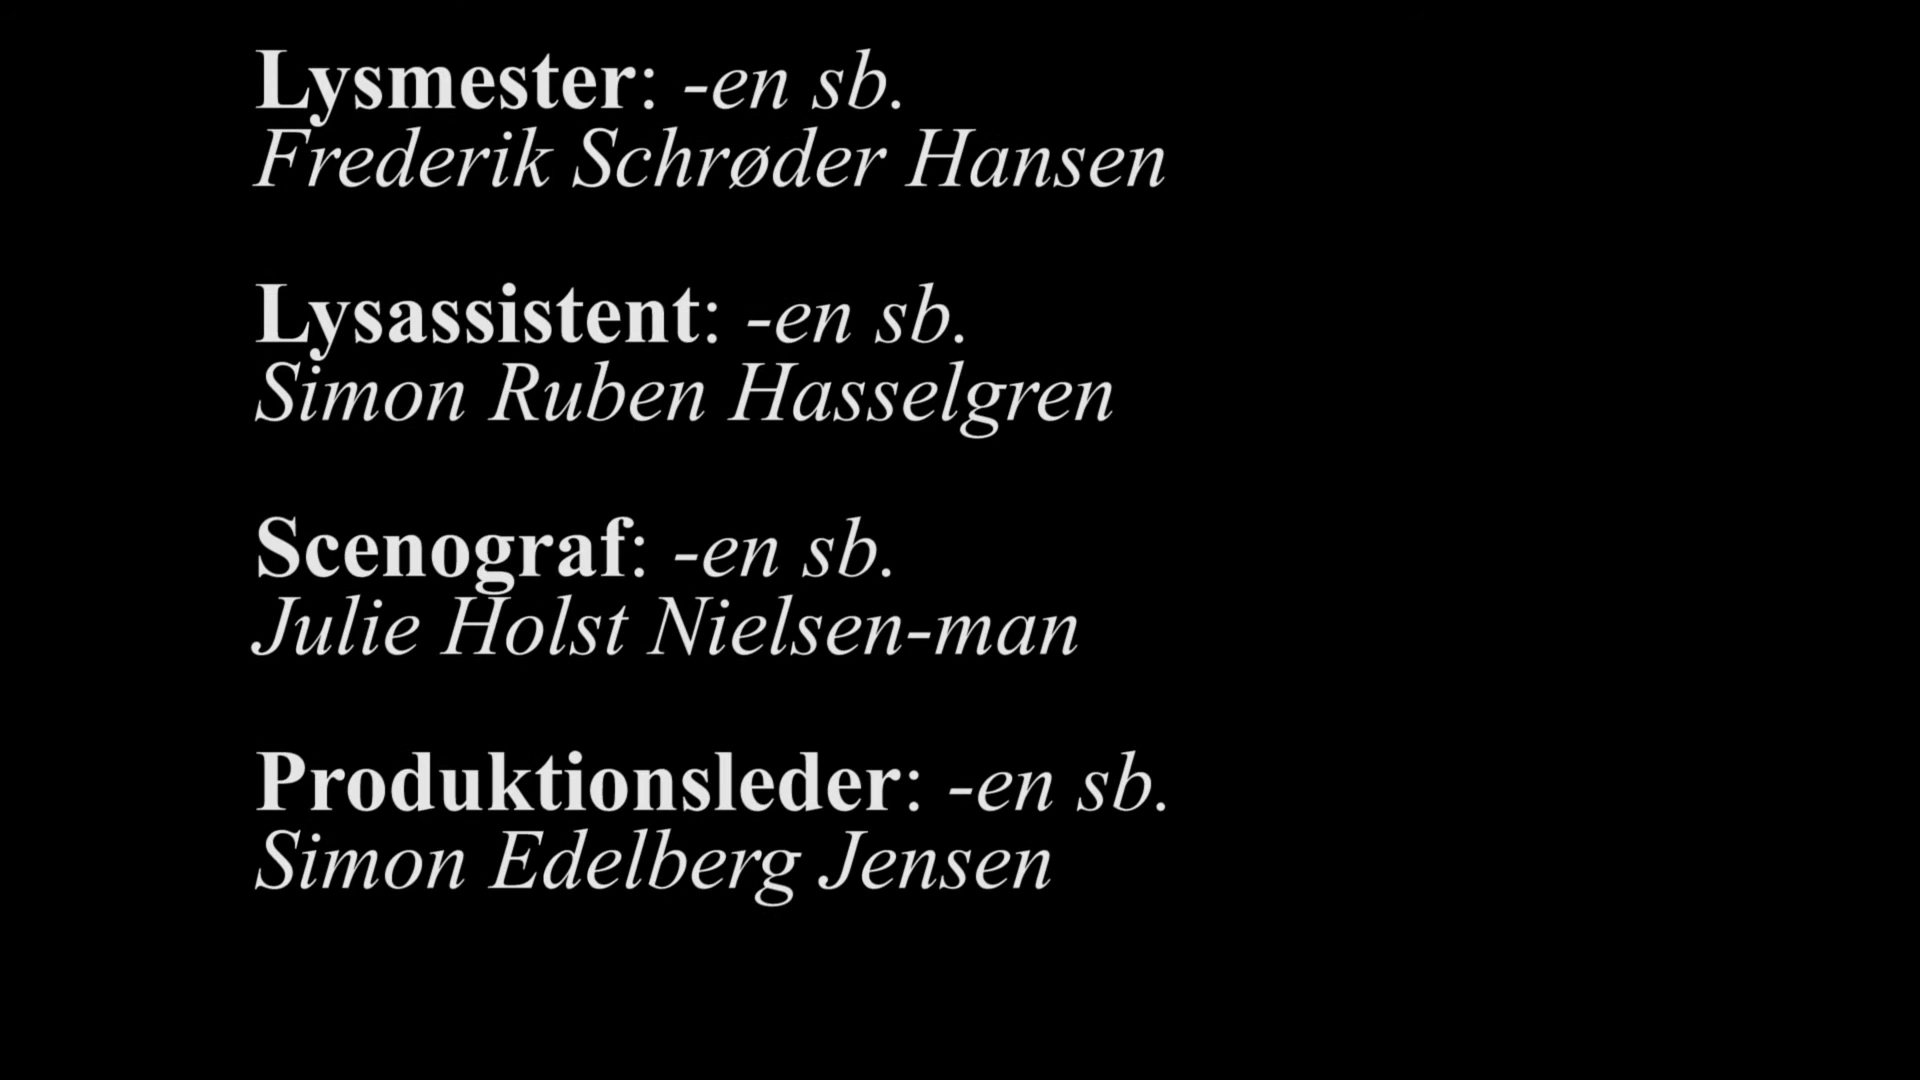 Lysmester: -en sb.
Frederik Schrøder Hansen
Lysassistent: -en sb.
Simon Ruben Hasselgren
Scenograf: -en sb.
Julie Holst Nielsen-man
Produktionsleder: -en sb.
Simon Edelberg Jensen